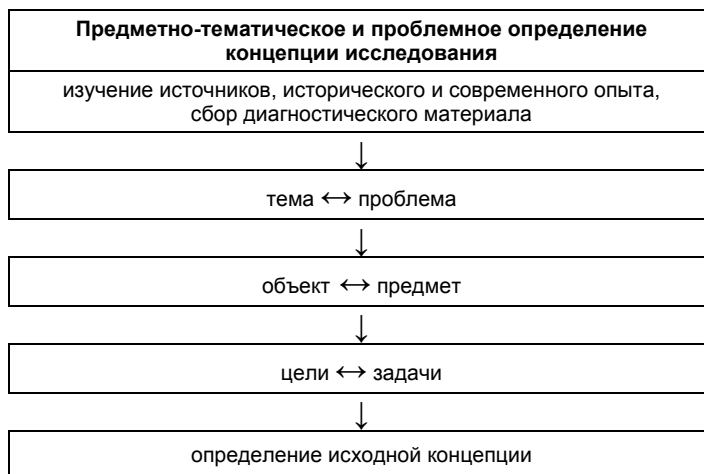 Предметно-тематическое и проблемное определение
концепции исследования
изучение источников, исторического и современного опыта,
сбор диагностического материала
↓
тема ↔ проблема
↓
объект ↔ предмет
↓
цели ↔ задачи
↓
определение исходной концепции